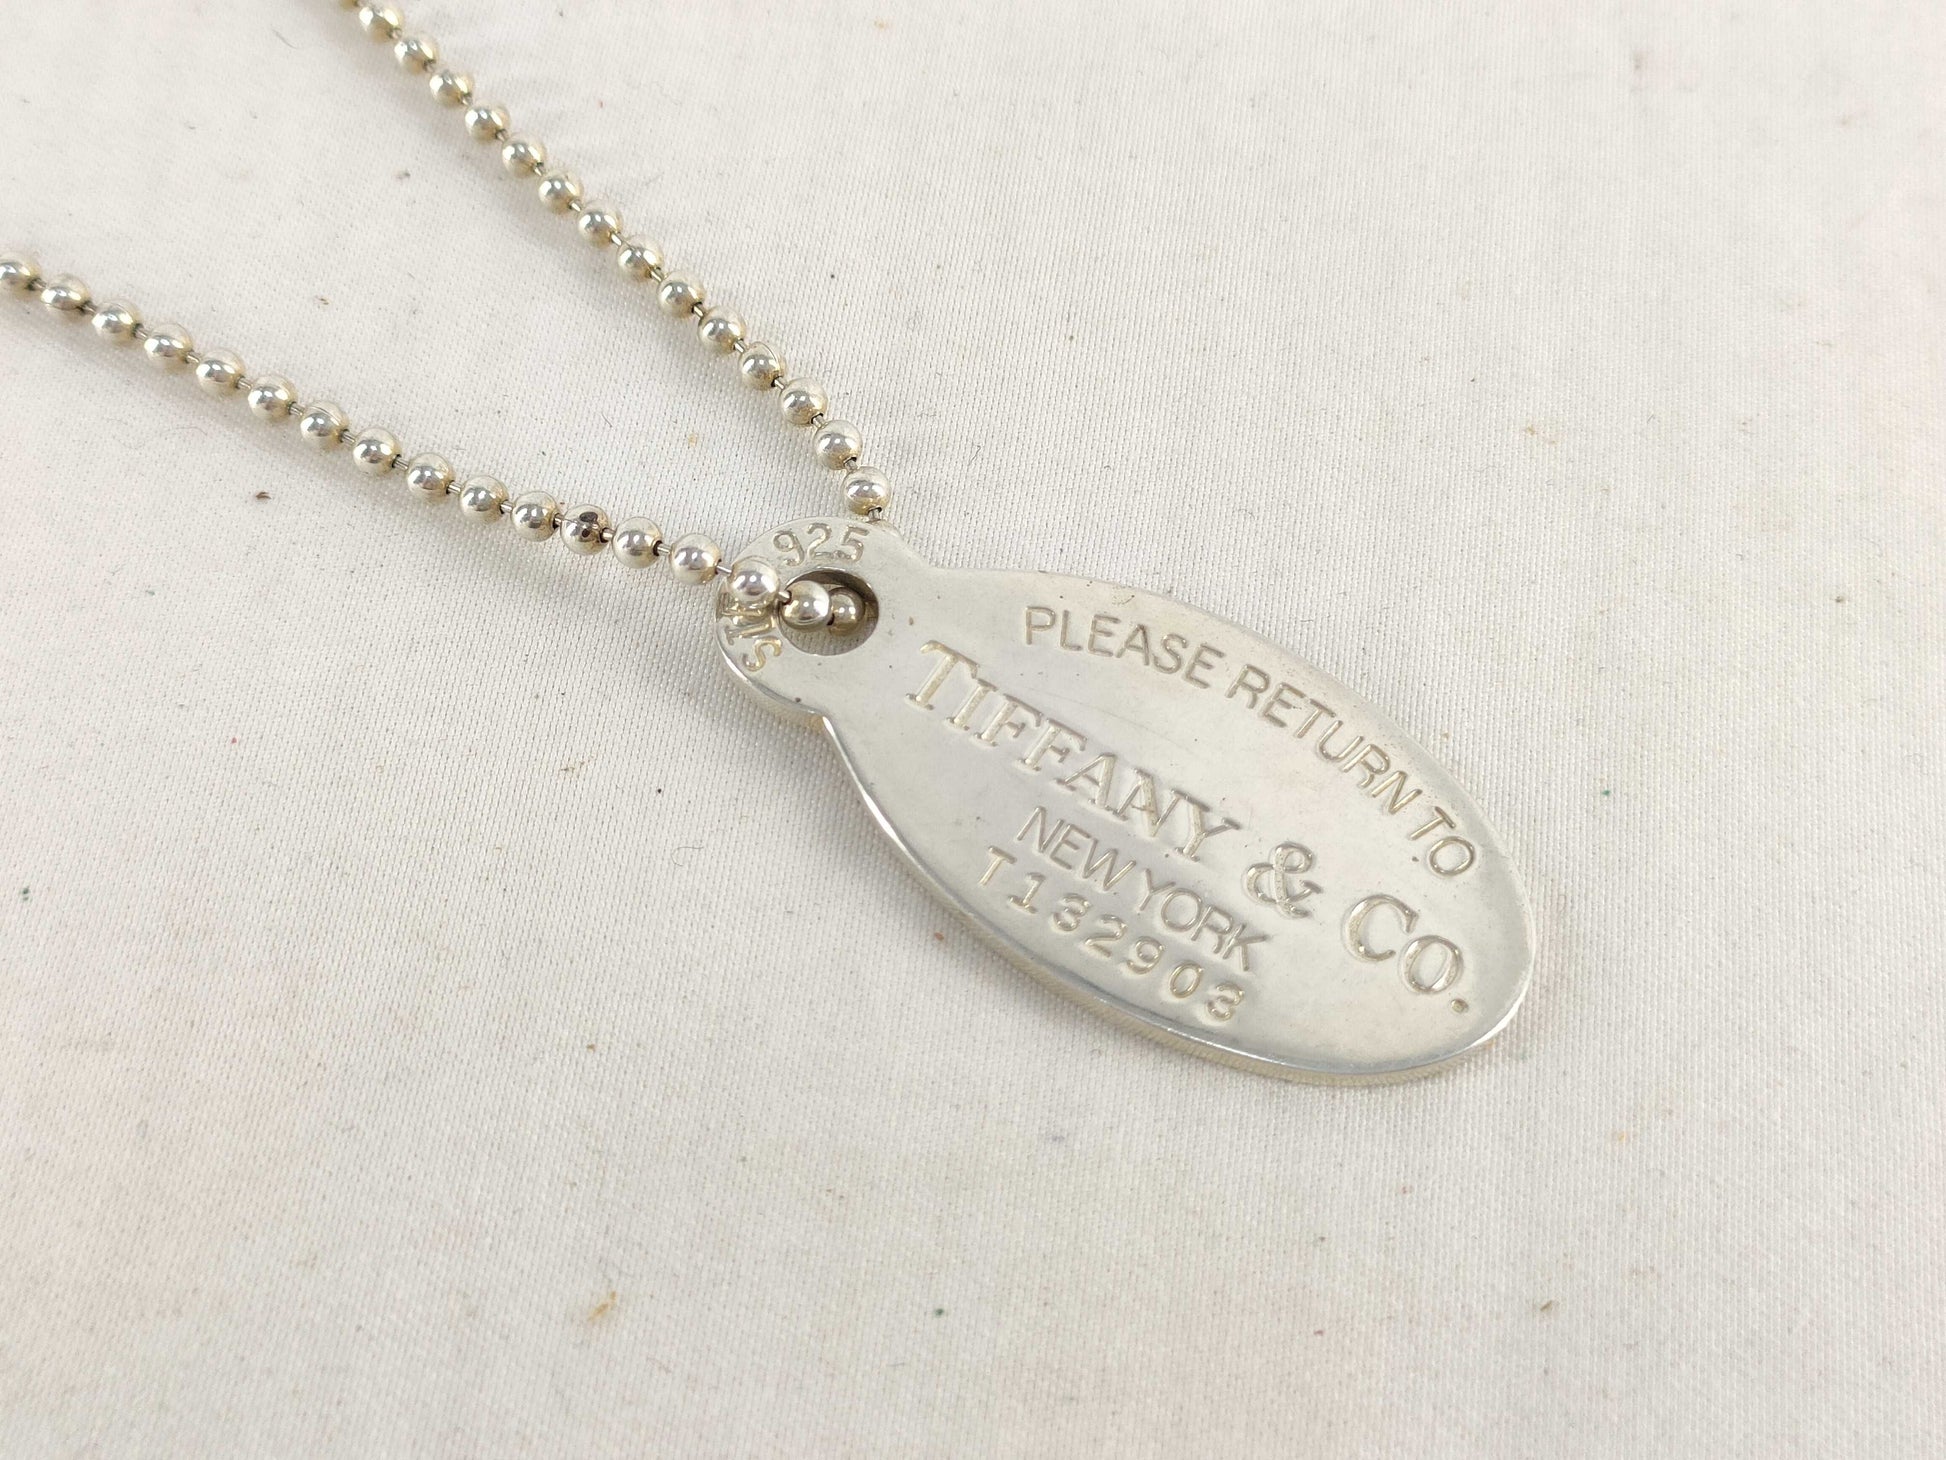 925
PLEASE RETURN TO
TIFFANY & CO.
NEW YORK
T132903